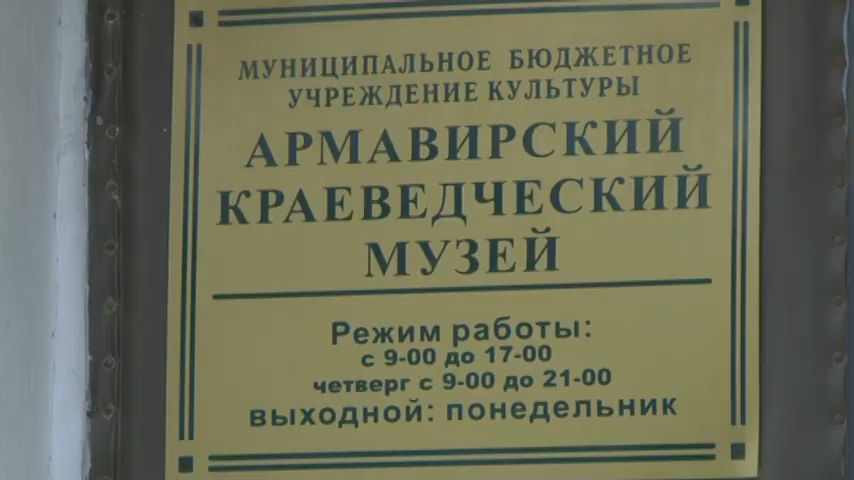 МУНИЦИПАЛЬНОЕ БЮДЖЕТНОЕ
УЧРЕЖДЕНИЕ КУЛЬТУРЫ
АРМАВИРСКИЙ
КРАЕВЕДЧЕСКИЙ
МУЗЕЙ
Режим работы:
с 9-00 до 17-00
четверг с 9-00 до 21-00
выходной: понедельник